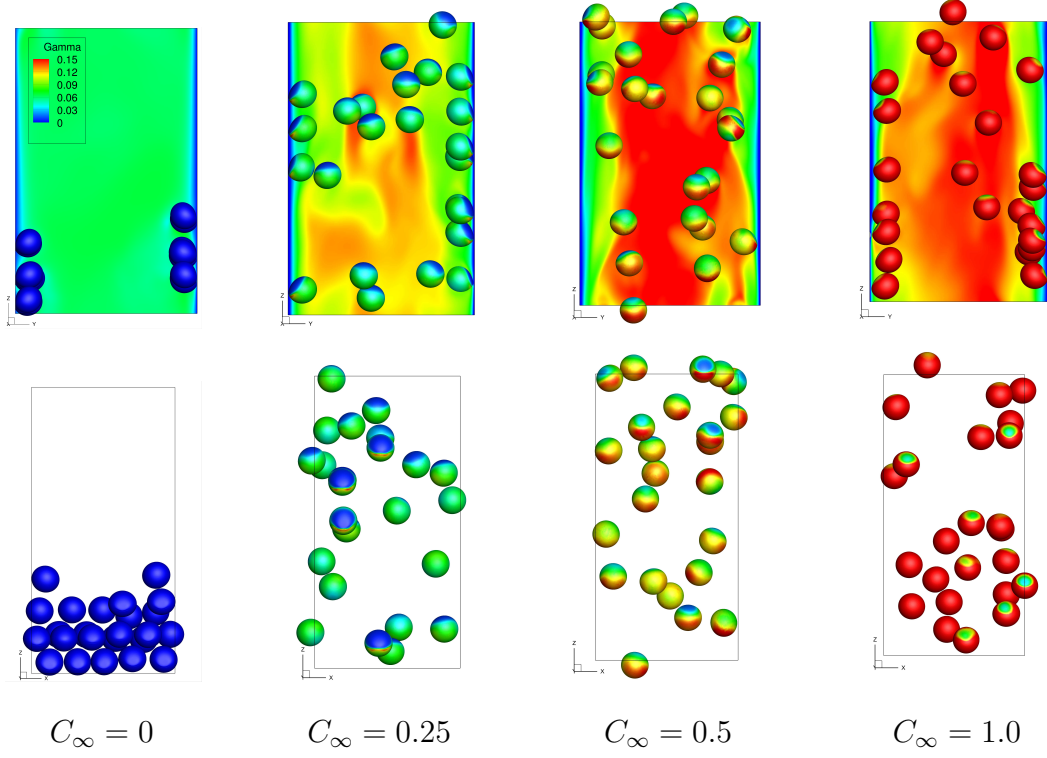 Gamma
0.15
0.12
0.09
0.06
0.03
0
Z
X
Y
Z
X
Y
Z
X
Y
Z
X
Y
Z
Y
X
Z
Y
X
Z
Y
X
Z
Y
X
C∞ = 0
C∞ = 0.25
C∞ = 0.5
C∞ = 1.0